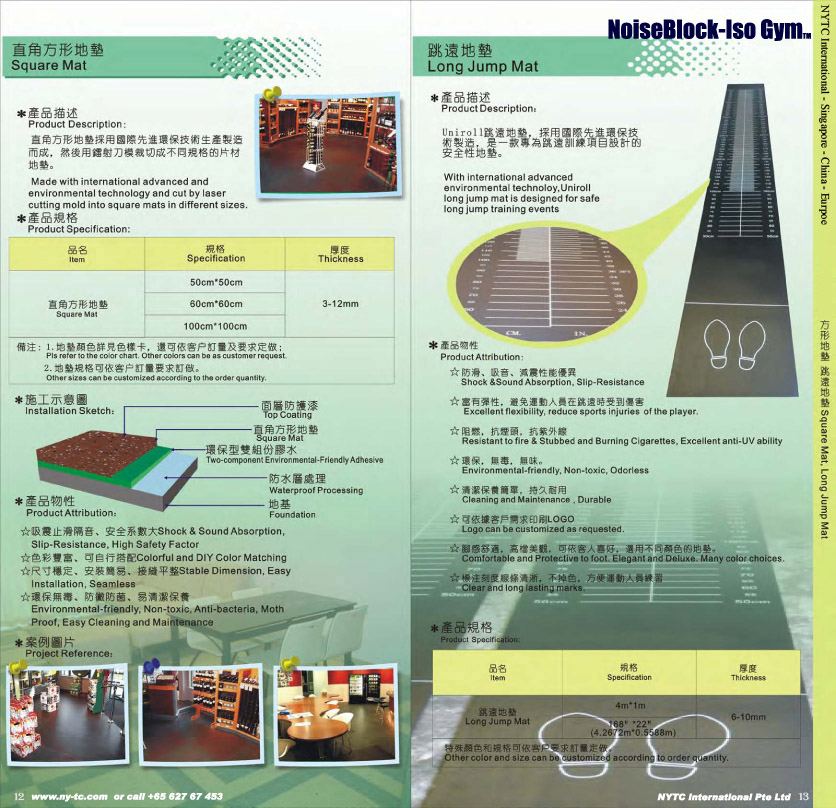 直角方形地墊
Square Mat
＊產品描述
Product Description:
直角方形地墊採用國際先進環保技術生產製造
而成，然後用鐳射刀模裁切成不同規格的片材
地墊。
Made with international advanced and
environmental technology and cut by laser
cutting mold into square mats in different sizes.
＊產品規格
Product Specification:
品名 規格 厚度
Item Specification Thickness
50cm*50cm
直角方形地墊 60cm*60cm 3-12mm
Square Mat
100cm*100cm
備注：1.地墊顏色詳見色樣卡，還可依客户訂量及要求定做；
Pls refer to the color chart. Other colors can be as customer request.
2.地墊規格可依客户訂量要求訂做。
Other sizes can be customized according to the order quantity.
＊施工示意圖
Installation Sketch:
面層防護漆
Top Coating
直角方形地墊
Square Mat
環保型雙組份膠水
Two-component Environmental-Friendly Adhesive
防水層處理
Waterproof Processing
地基
Foundation
＊產品物性
Product Attribution:
☆吸震止滑隔音、安全系數大Shock & Sound Absorption,
Slip-Resistance, High Safety Factor
☆色彩豐富、可自行搭配Colorful and DIY Color Matching
☆尺寸穩定、安裝簡易、接縫平整Stable Dimension, Easy
Installation, Seamless
☆環保無毒、防黴防菌、易清潔保養
Environmental-friendly, Non-toxic, Anti-bacteria, Moth
Proof, Easy Cleaning and Maintenance
＊案例圖片
Project Reference:
12 www.ny-tc.com or call +65 627 67 453
NoiseBlock-Iso Gym TM
跳遠地墊
Long Jump Mat
＊產品描述
Product Description:
Uniroll跳遠地墊，採用國際先進環保技
術製造，是一款專為跳遠訓練項目設計的
安全性地墊。
With international advanced
environmental technoloy,Uniroll
long jump mat is designed for safe
long jump training events
CM. IN.
＊產品物性
Product Attribution:
☆防滑、吸音、減震性能優異
Shock &Sound Absorption, Slip-Resistance
☆富有彈性，避免運動人員在跳遠時受到傷害
Excellent flexibility, reduce sports injuries of the player.
☆阻燃，抗煙頭，抗紫外線
Resistant to fire & Stubbed and Burning Cigarettes, Excellent anti-UV ability
☆環保，無毒，無味。
Environmental-friendly, Non-toxic, Odorless
☆清潔保養簡單，持久耐用
Cleaning and Maintenance , Durable
☆可依據客戶需求印刷LOGO
Logo can be customized as requested.
☆腳感舒適，高檔美觀，可依客人喜好，選用不同顏色的地墊。
Comfortable and Protective to foot. Elegant and Deluxe. Many color choices.
☆標注刻度線條清淅，不掉色，方便運動人員練習
Clear and long lasting marks.
＊產品規格
Product Specification:
品名 規格 厚度
Item Specification Thickness
4m*1m
跳遠地墊
Long Jump Mat 168" *22" 6-10mm
(4.2672m*0.5588m)
特殊顏色和規格可依客戶要求訂量定做。
Other color and size can be customized according to order quantity.
NYTC International Pte Ltd 13
NYTC International - Singapore - China - Eurpoe
方形地墊 跳遠地墊 Square Mat, Long Jump Mat